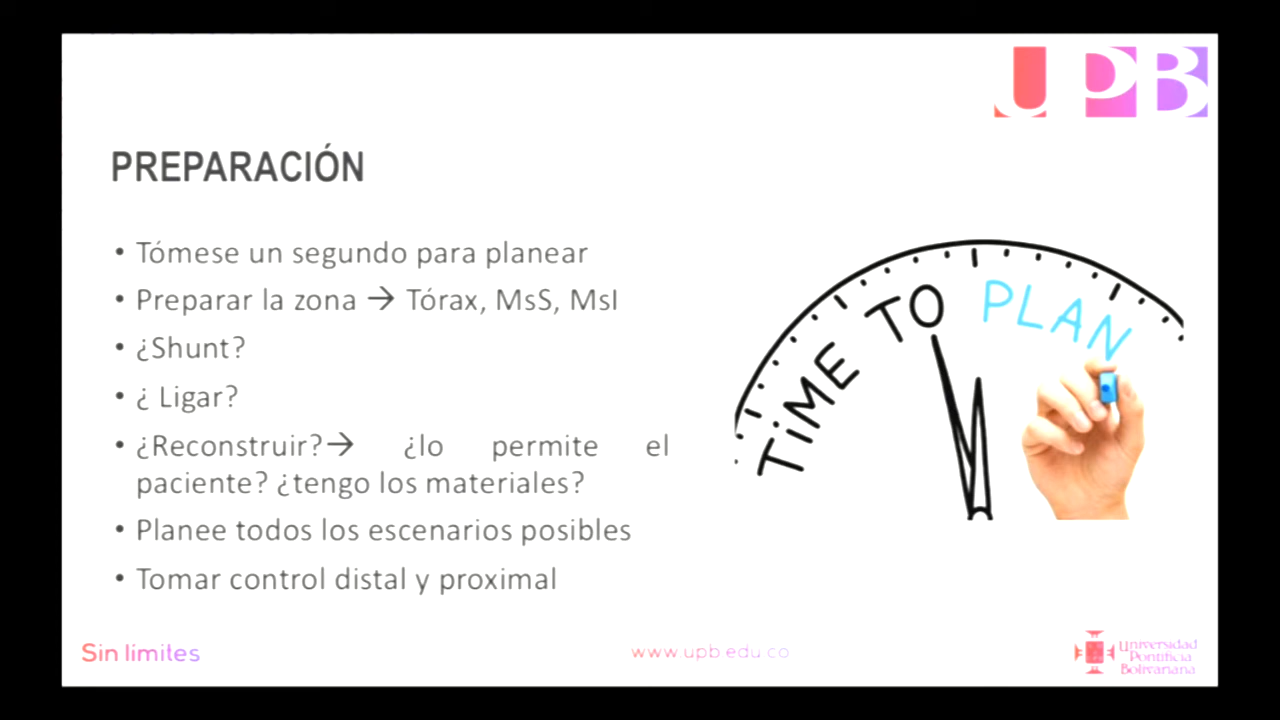 UPB
PREPARACIÓN
• Tómese un segundo para planear
• Preparar la zona → Tórax, MsS, MsI
• ¿Shunt?
• ¿ Ligar?
• ¿Reconstruir?→ ¿lo permite el
paciente? ¿tengo los materiales?
• Planee todos los escenarios posibles
• Tomar control distal y proximal
TiME TO PLAN
Sin límites
www.upb.edu.co
Universidad
Pontificia
Bolivariana